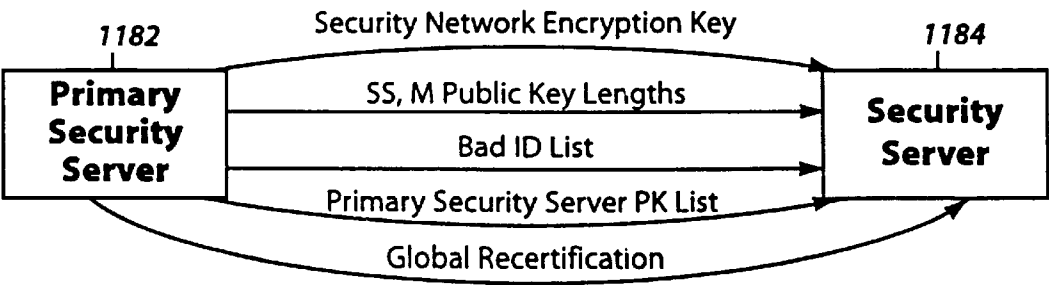 1182
Security Network Encryption Key
1184
Primary
Security
Server
SS, M Public Key Lengths
Bad ID List
Primary Security Server PK List
Global Recertification
Security
Server